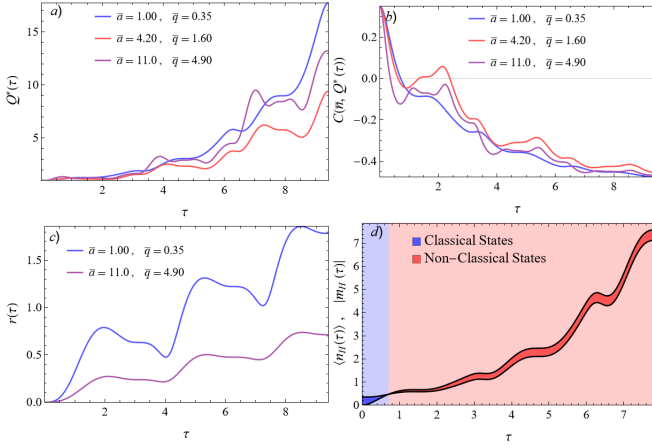 a)
Q^t(τ)
15
10
5
2 4 6 8
τ
ā = 1.00 , q̄ = 0.35
ā = 4.20 , q̄ = 1.60
ā = 11.0 , q̄ = 4.90
b)
C(n̄, Q^*(τ))
0.2
0.0
-0.2
-0.4
0 2 4 6 8
τ
ā = 1.00 , q̄ = 0.35
ā = 4.20 , q̄ = 1.60
ā = 11.0 , q̄ = 4.90
c)
r(τ)
1.5
1.0
0.5
0.0
0 2 4 6 8
τ
ā = 1.00 , q̄ = 0.35
ā = 11.0 , q̄ = 4.90
d)
⟨n_H(τ)⟩ , |m_H(τ)|
7
6
5
4
3
2
1
0
0 1 2 3 4 5 6 7
τ
Classical States
Non-Classical States